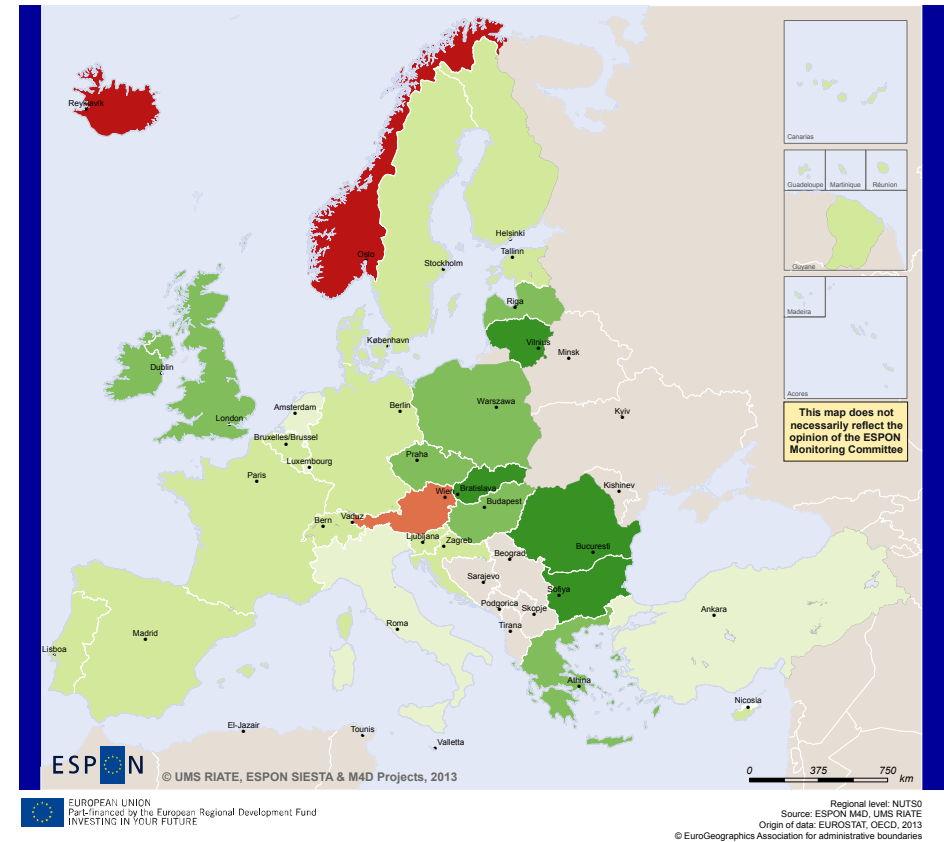 Canarias
Guadeloupe
Martinique
Réunion
Guyane
Madeira
Acores
This map does not
necessarily reflect the
opinion of the ESPON
Monitoring Committee
Reykjavik
Oslo
Helsinki
Tallinn
Stockholm
Riga
København
Vilnius
Minsk
Dublin
London
Amsterdam
Berlin
Warszawa
Kyiv
Bruxelles/Brussel
Luxembourg
Praha
Paris
Kishinev
Wien
Bratislava
Budapest
Bern
Vaduz
Ljubljana
Zagreb
Bucuresti
Beograd
Sarajevo
Sofiya
Podgorica
Skopje
Tirana
Ankara
Roma
Madrid
Lisboa
Athina
Nicosia
El-Jazair
Tounis
Valletta
ESPON
© UMS RIATE, ESPON SIESTA & M4D Projects, 2013
0 375 750
km
EUROPEAN UNION
Part-financed by the European Regional Development Fund
INVESTING IN YOUR FUTURE
Regional level: NUTS0
Source: ESPON M4D, UMS RIATE
Origin of data: EUROSTAT, OECD, 2013
© EuroGeographics Association for administrative boundaries